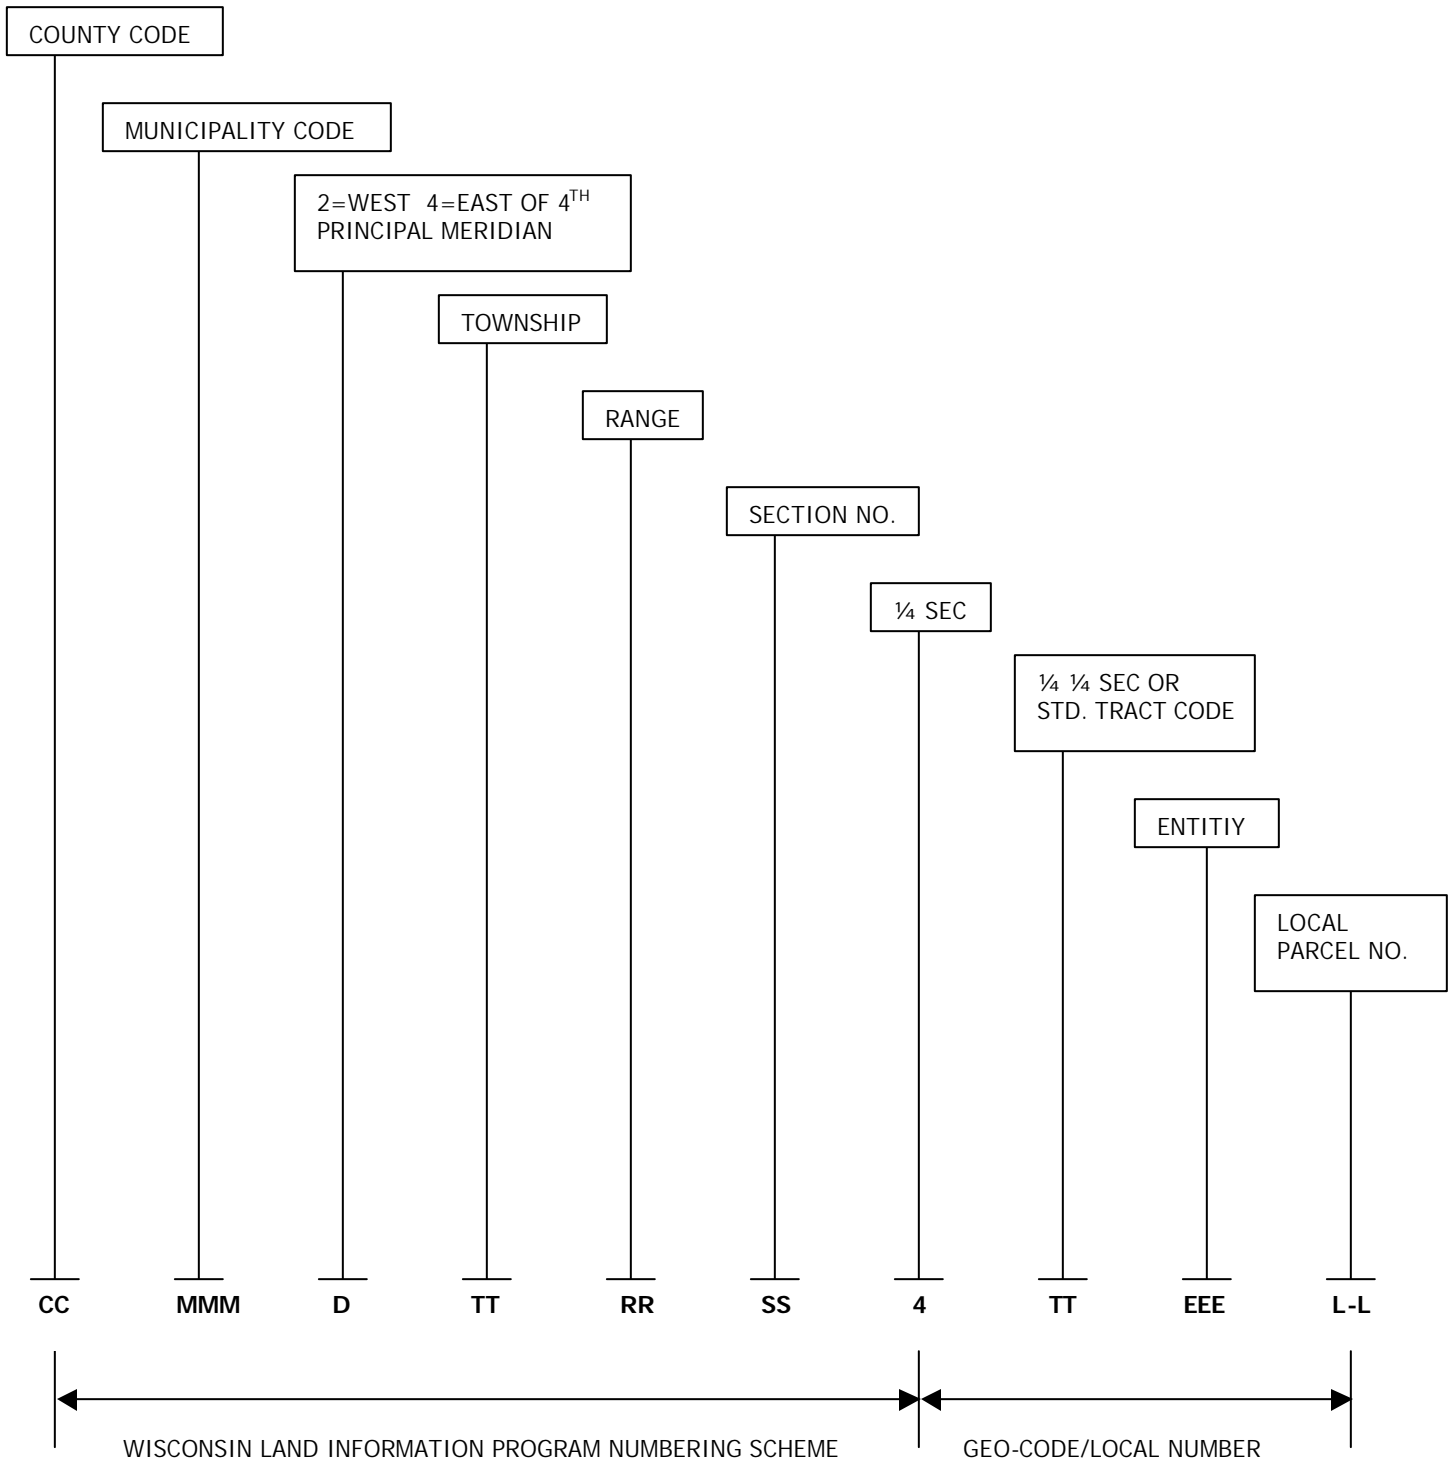 COUNTY CODE
MUNICIPALITY CODE
2=WEST 4=EAST OF 4TH
PRINCIPAL MERIDIAN
TOWNSHIP
RANGE
SECTION NO.
¼ SEC
¼ ¼ SEC OR
STD. TRACT CODE
ENTITIY
LOCAL
PARCEL NO.
CC MMM D TT RR SS 4 TT EEE L-L
WISCONSIN LAND INFORMATION PROGRAM NUMBERING SCHEME GEO-CODE/LOCAL NUMBER